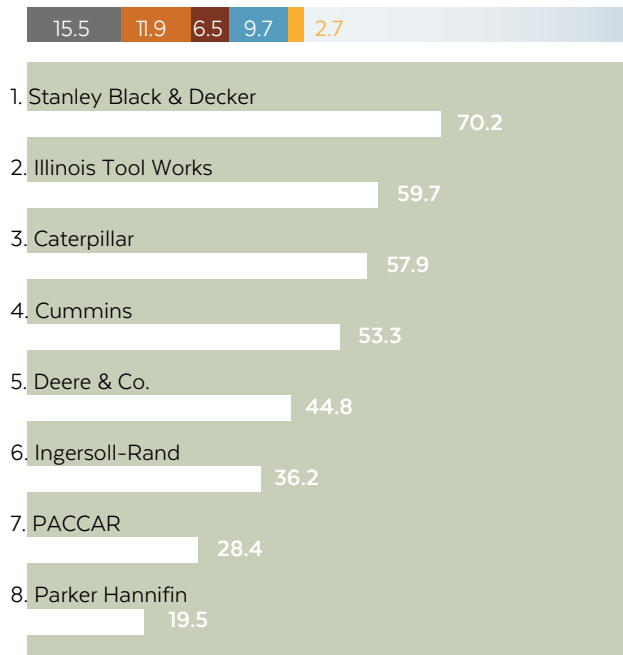 15.5 11.9 6.5 9.7 2.7
1. Stanley Black & Decker
70.2
2. Illinois Tool Works
59.7
3. Caterpillar
57.9
4. Cummins
53.3
5. Deere & Co.
44.8
6. Ingersoll-Rand
36.2
7. PACCAR
28.4
8. Parker Hannifin
19.5